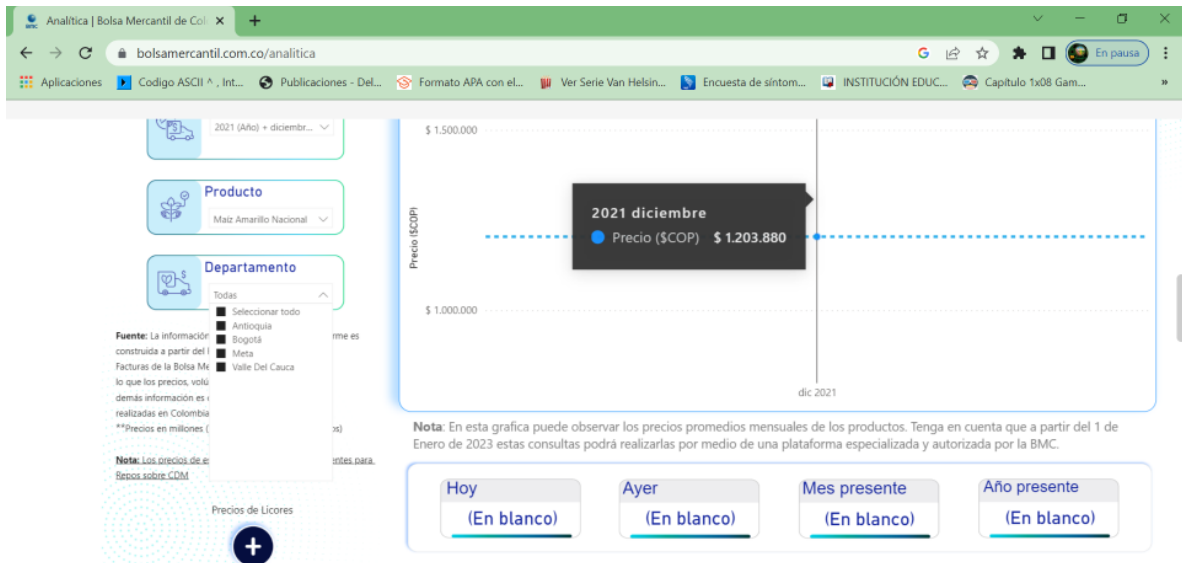 Analítica | Bolsa Mercantil de Col
bolsamercantil.com.co/analitica
En pausa
Aplicaciones
Codigo ASCII ^ , Int...
Publicaciones - Del...
Formato APA con el...
Ver Serie Van Helsin...
Encuesta de síntom...
INSTITUCIÓN EDUC...
Capítulo 1x08 Gam...
»
2021 (Año) + diciembr...
Producto
Maiz Amarillo Nacional
Departamento
Todas
Seleccionar todo
Antioquia
Bogotá
Meta
Valle Del Cauca
Fuente: La información rme es
construida a partir del
Facturas de la Bolsa Me
lo que los precios, volú
demás información es
realizadas en Colombia
**Precios en millones ( os)
Nota: Los precios de e entes para
Repos sobre CDM
Precios de Licores
+
Precio ($COP)
$ 1.500.000
2021 diciembre
Precio ($COP) $ 1.203.880
$ 1.000.000
dic 2021
Nota: En esta grafica puede observar los precios promedios mensuales de los productos. Tenga en cuenta que a partir del 1 de
Enero de 2023 estas consultas podrá realizarlas por medio de una plataforma especializada y autorizada por la BMC.
Hoy
(En blanco)
Ayer
(En blanco)
Mes presente
(En blanco)
Año presente
(En blanco)